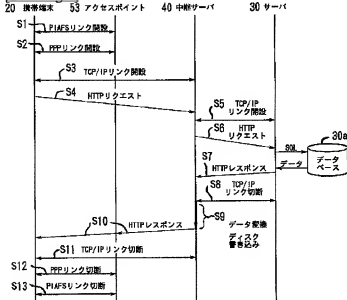 20 携帯端末 53 アクセスポイント 40 中継サーバ 30 サーバ
S1 PIAFSリンク開設
S2 PPPリンク開設
S3 TCP/IPリンク開設
S4 HTTPリクエスト
S5 TCP/IP
リンク開設
S6 HTTP
リクエスト
30a
SQL
データ
データ
ベース
S7
HTTPレスポンス
S8 TCP/IP
リンク切断
S9
データ変換
ディスク
書き込み
S10 HTTPレスポンス
S11 TCP/IPリンク切断
S12 PPPリンク切断
S13 PIAFSリンク切断